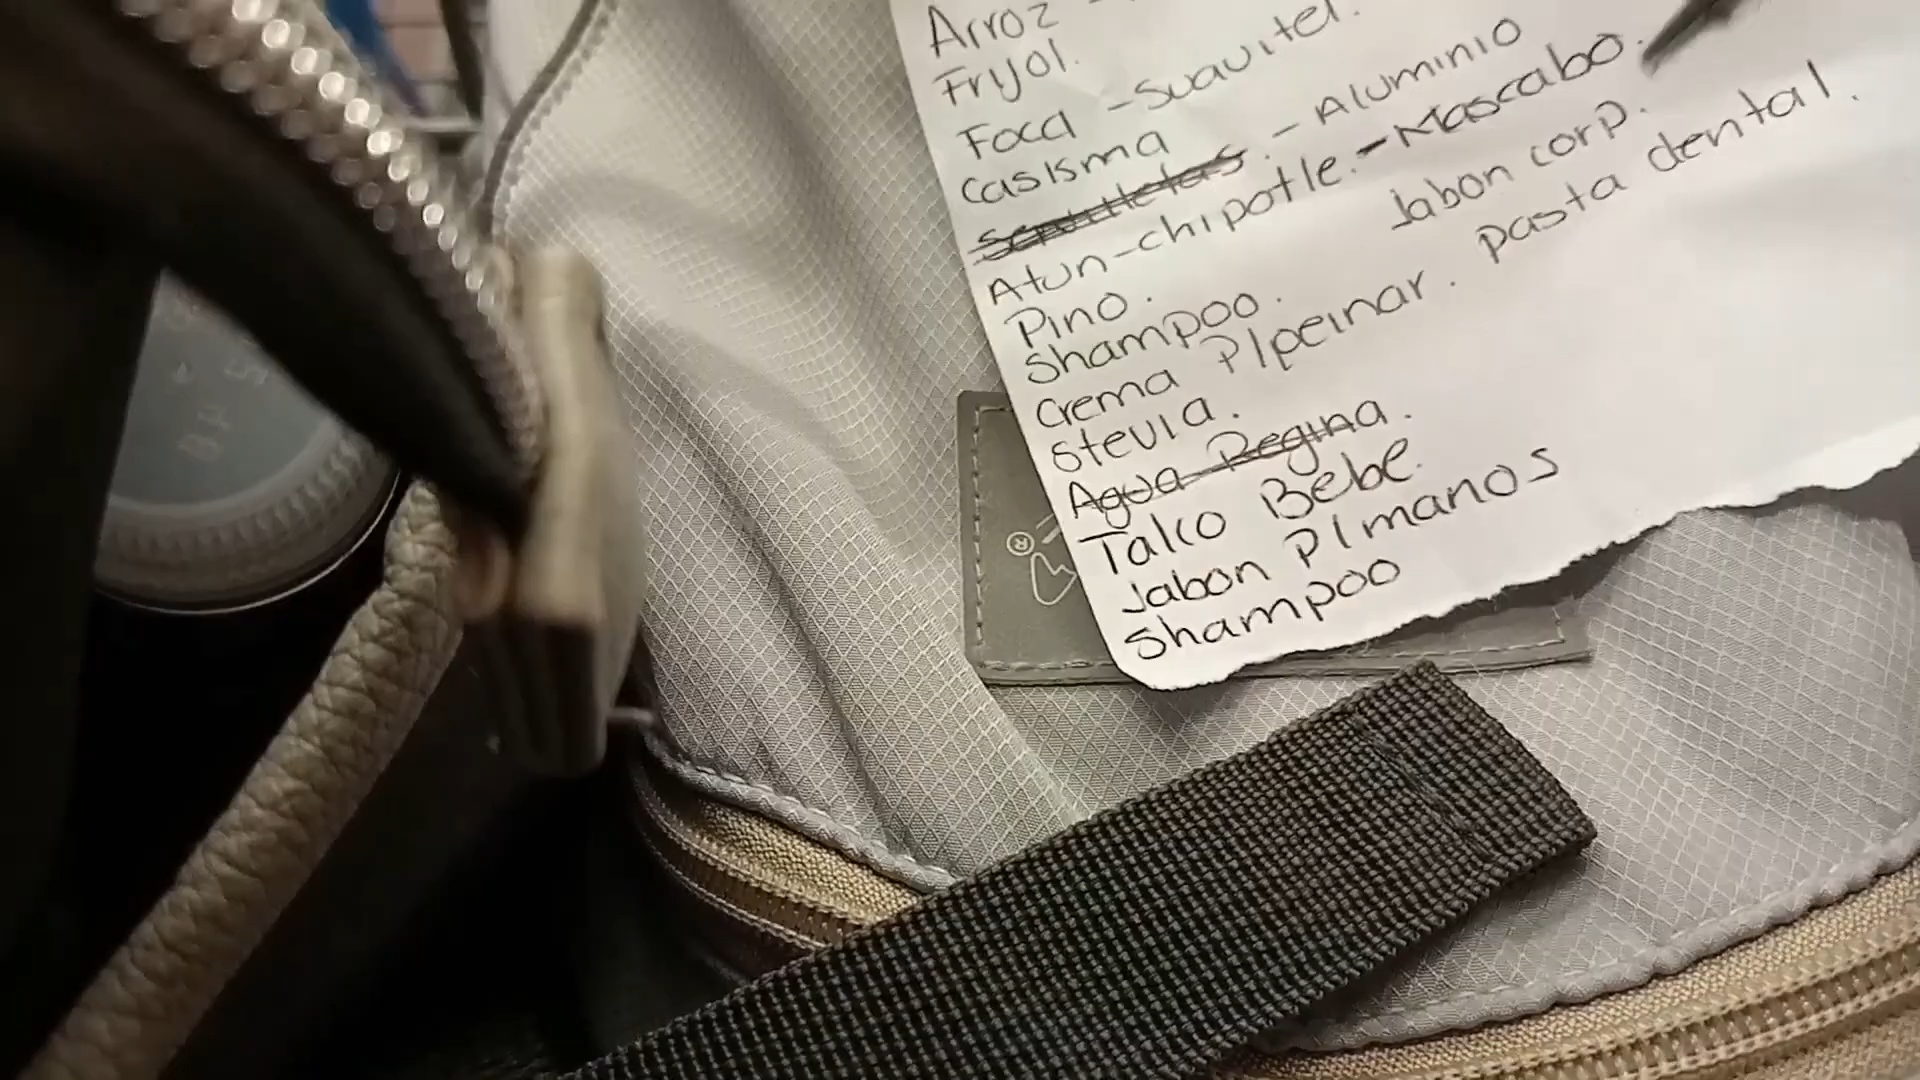 Arroz -
Frijol.
Foca - Suavitel.
Casisma
Servilletas. - Aluminio
Atun - chipotle. - Mascabo.
Pino. Jabon corp.
Shampoo.
Crema P/peinar. pasta dental.
Stevia.
Agua Regina.
Talco Bebe.
Jabon P/manos
Shampoo
®